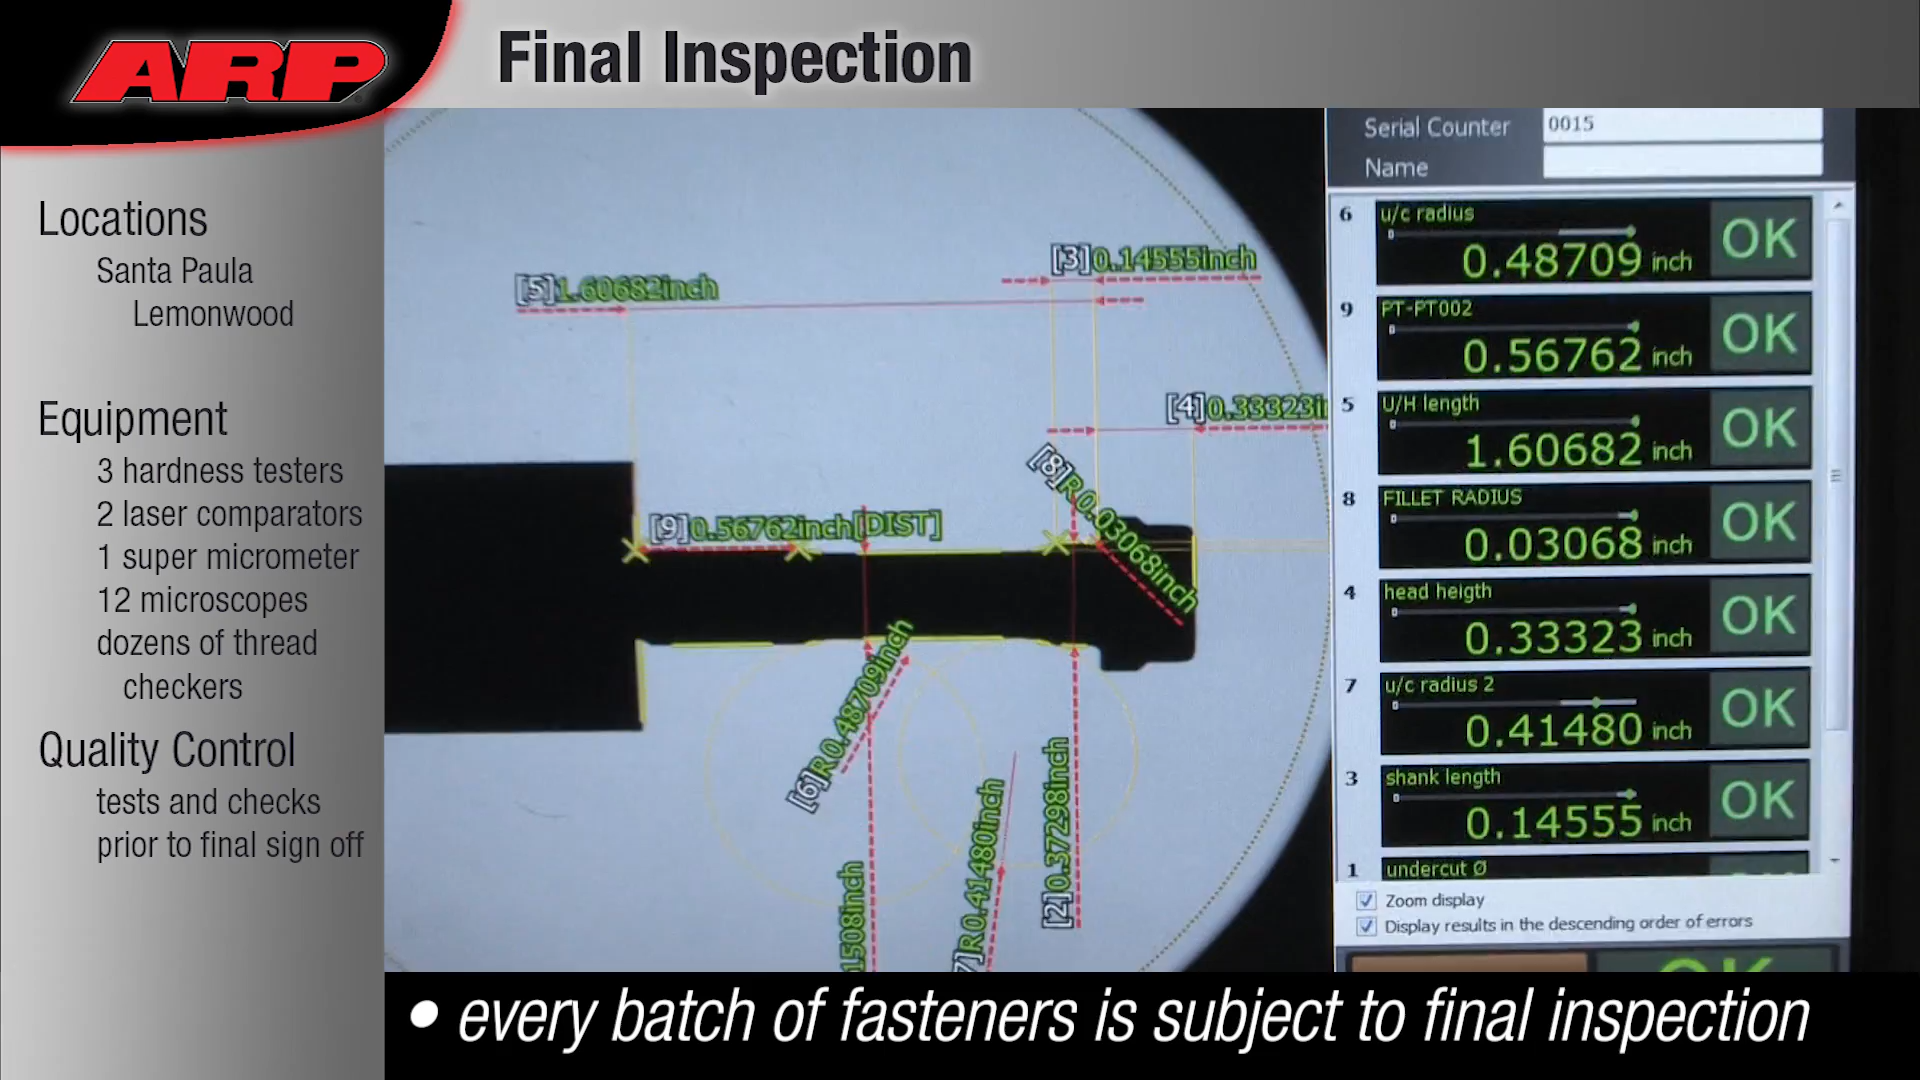 ARP
Final Inspection
Locations
Santa Paula
Lemonwood
Equipment
3 hardness testers
2 laser comparators
1 super micrometer
12 microscopes
dozens of thread
checkers
Quality Control
tests and checks
prior to final sign off
[5]1.60682inch
[3]0.14555inch
[4]0.33323i
[8]R0.03068inch
[9]0.56762inch[DIST]
[6]R0.48709inch
1508inch
7]R0.41480inch
[2]0.37298inch
Serial Counter 0015
Name
6 u/c radius
0.48709 inch OK
9 PT-PT002
0.56762 inch OK
5 U/H length
1.60682 inch OK
8 FILLET RADIUS
0.03068 inch OK
4 head heigth
0.33323 inch OK
7 u/c radius 2
0.41480 inch OK
3 shank length
0.14555 inch OK
1 undercut Ø
Zoom display
Display results in the descending order of errors
OK
• every batch of fasteners is subject to final inspection